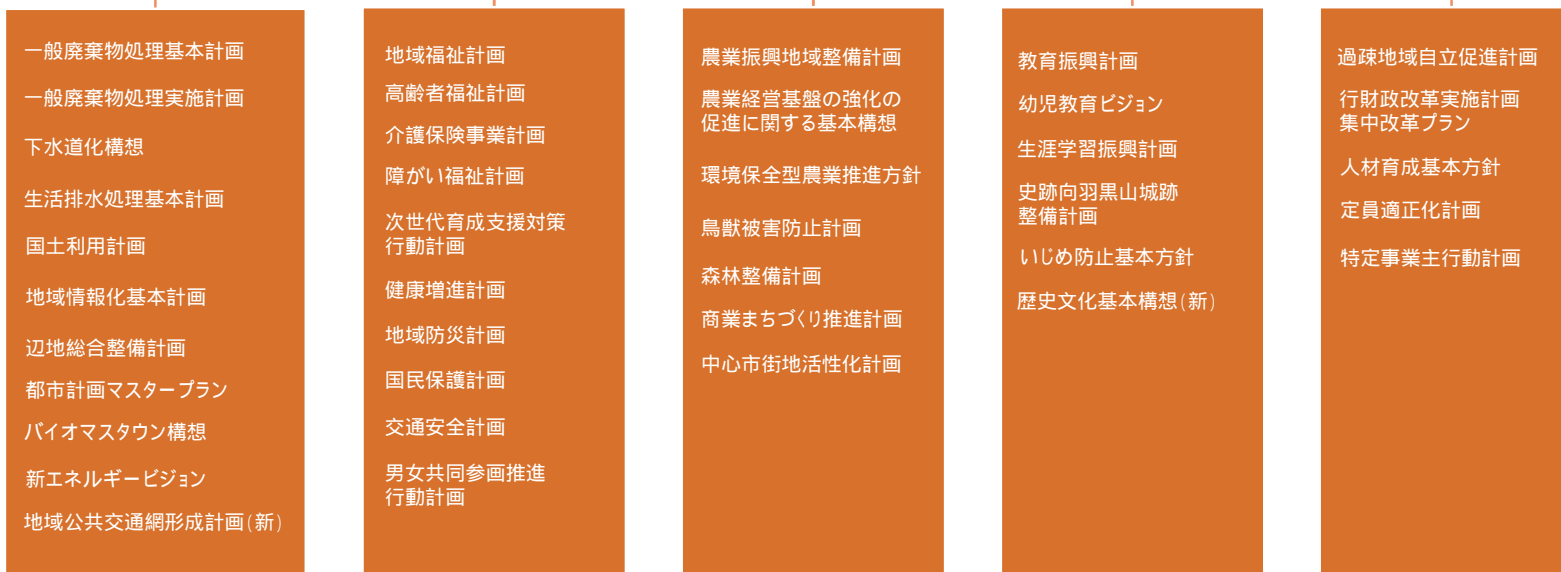 一般廃棄物処理基本計画
一般廃棄物処理実施計画
下水道化構想
生活排水処理基本計画
国土利用計画
地域情報化基本計画
辺地総合整備計画
都市計画マスタープラン
バイオマスタウン構想
新エネルギービジョン
地域公共交通網形成計画(新)
地域福祉計画
高齢者福祉計画
介護保険事業計画
障がい福祉計画
次世代育成支援対策
行動計画
健康増進計画
地域防災計画
国民保護計画
交通安全計画
男女共同参画推進
行動計画
農業振興地域整備計画
農業経営基盤の強化の
促進に関する基本構想
環境保全型農業推進方針
鳥獣被害防止計画
森林整備計画
商業まちづくり推進計画
中心市街地活性化計画
教育振興計画
幼児教育ビジョン
生涯学習振興計画
史跡向羽黒山城跡
整備計画
いじめ防止基本方針
歴史文化基本構想(新)
過疎地域自立促進計画
行財政改革実施計画
集中改革プラン
人材育成基本方針
定員適正化計画
特定事業主行動計画